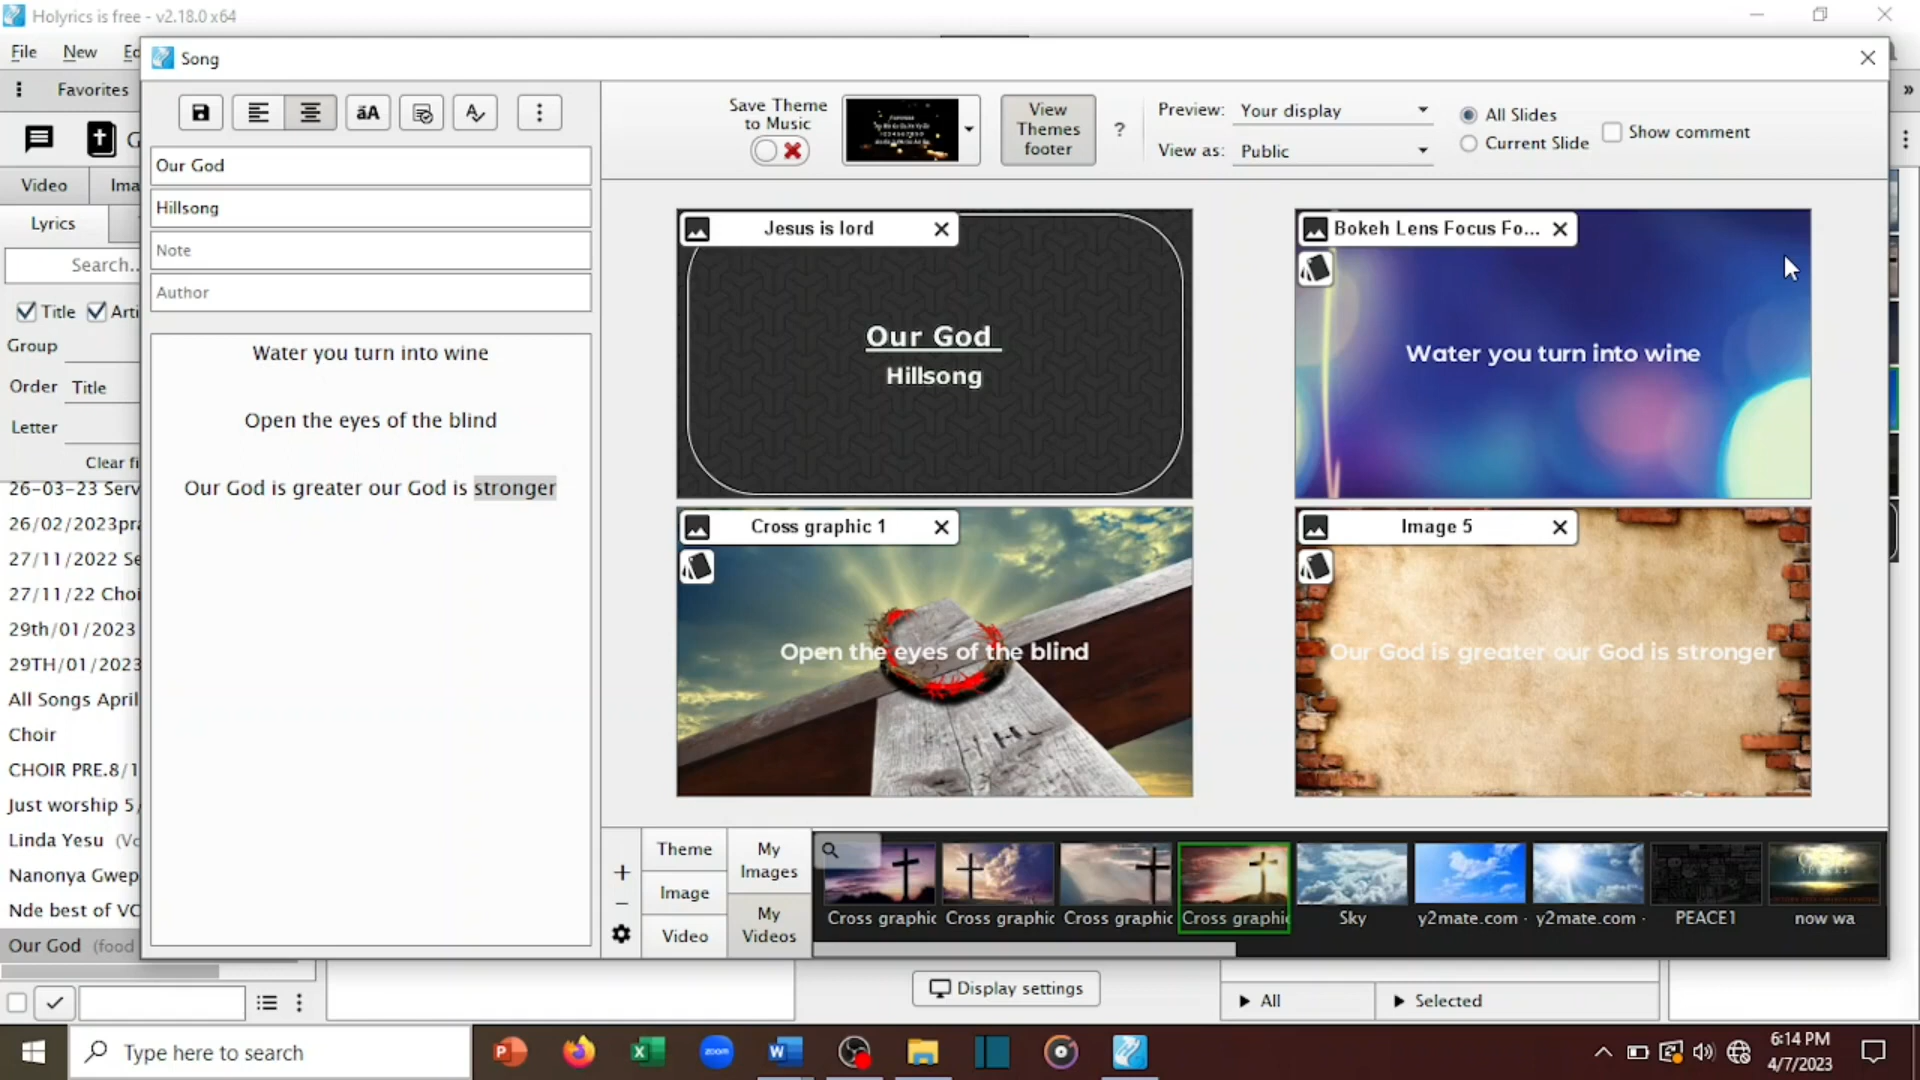 Holyrics is free - v2.18.0 x64
File New
Song
Favorites
Save Theme
to Music
View
Themes
footer
?
Preview: Your display
View as: Public
All Slides
Current Slide
Show comment
Video
Lyrics
Search..
Title
Group
Order Title
Letter
Our God
Hillsong
Note
Author
Water you turn into wine
Open the eyes of the blind
Our God is greater our God is stronger
Jesus is lord
Our God
Hillsong
Bokeh Lens Focus Fo...
Water you turn into wine
Cross graphic 1
Open the eyes of the blind
Image 5
Our God is greater our God is stronger
26-03-23 Serv
26/02/2023pra
27/11/2022 Se
27/11/22 Choi
29th/01/2023
29TH/01/2023
All Songs April
Choir
CHOIR PRE.8/1
Just worship 5/
Linda Yesu (Vo
Nanonya Gwep
Nde best of VC
Our God (food
Theme
Image
Video
My
Images
My
Videos
Cross graphic
Cross graphic
Cross graphic
Cross graphic
Sky
y2mate.com -
y2mate.com -
PEACE1
now wa
Display settings
All
Selected
Type here to search
zoom
6:14 PM
4/7/2023